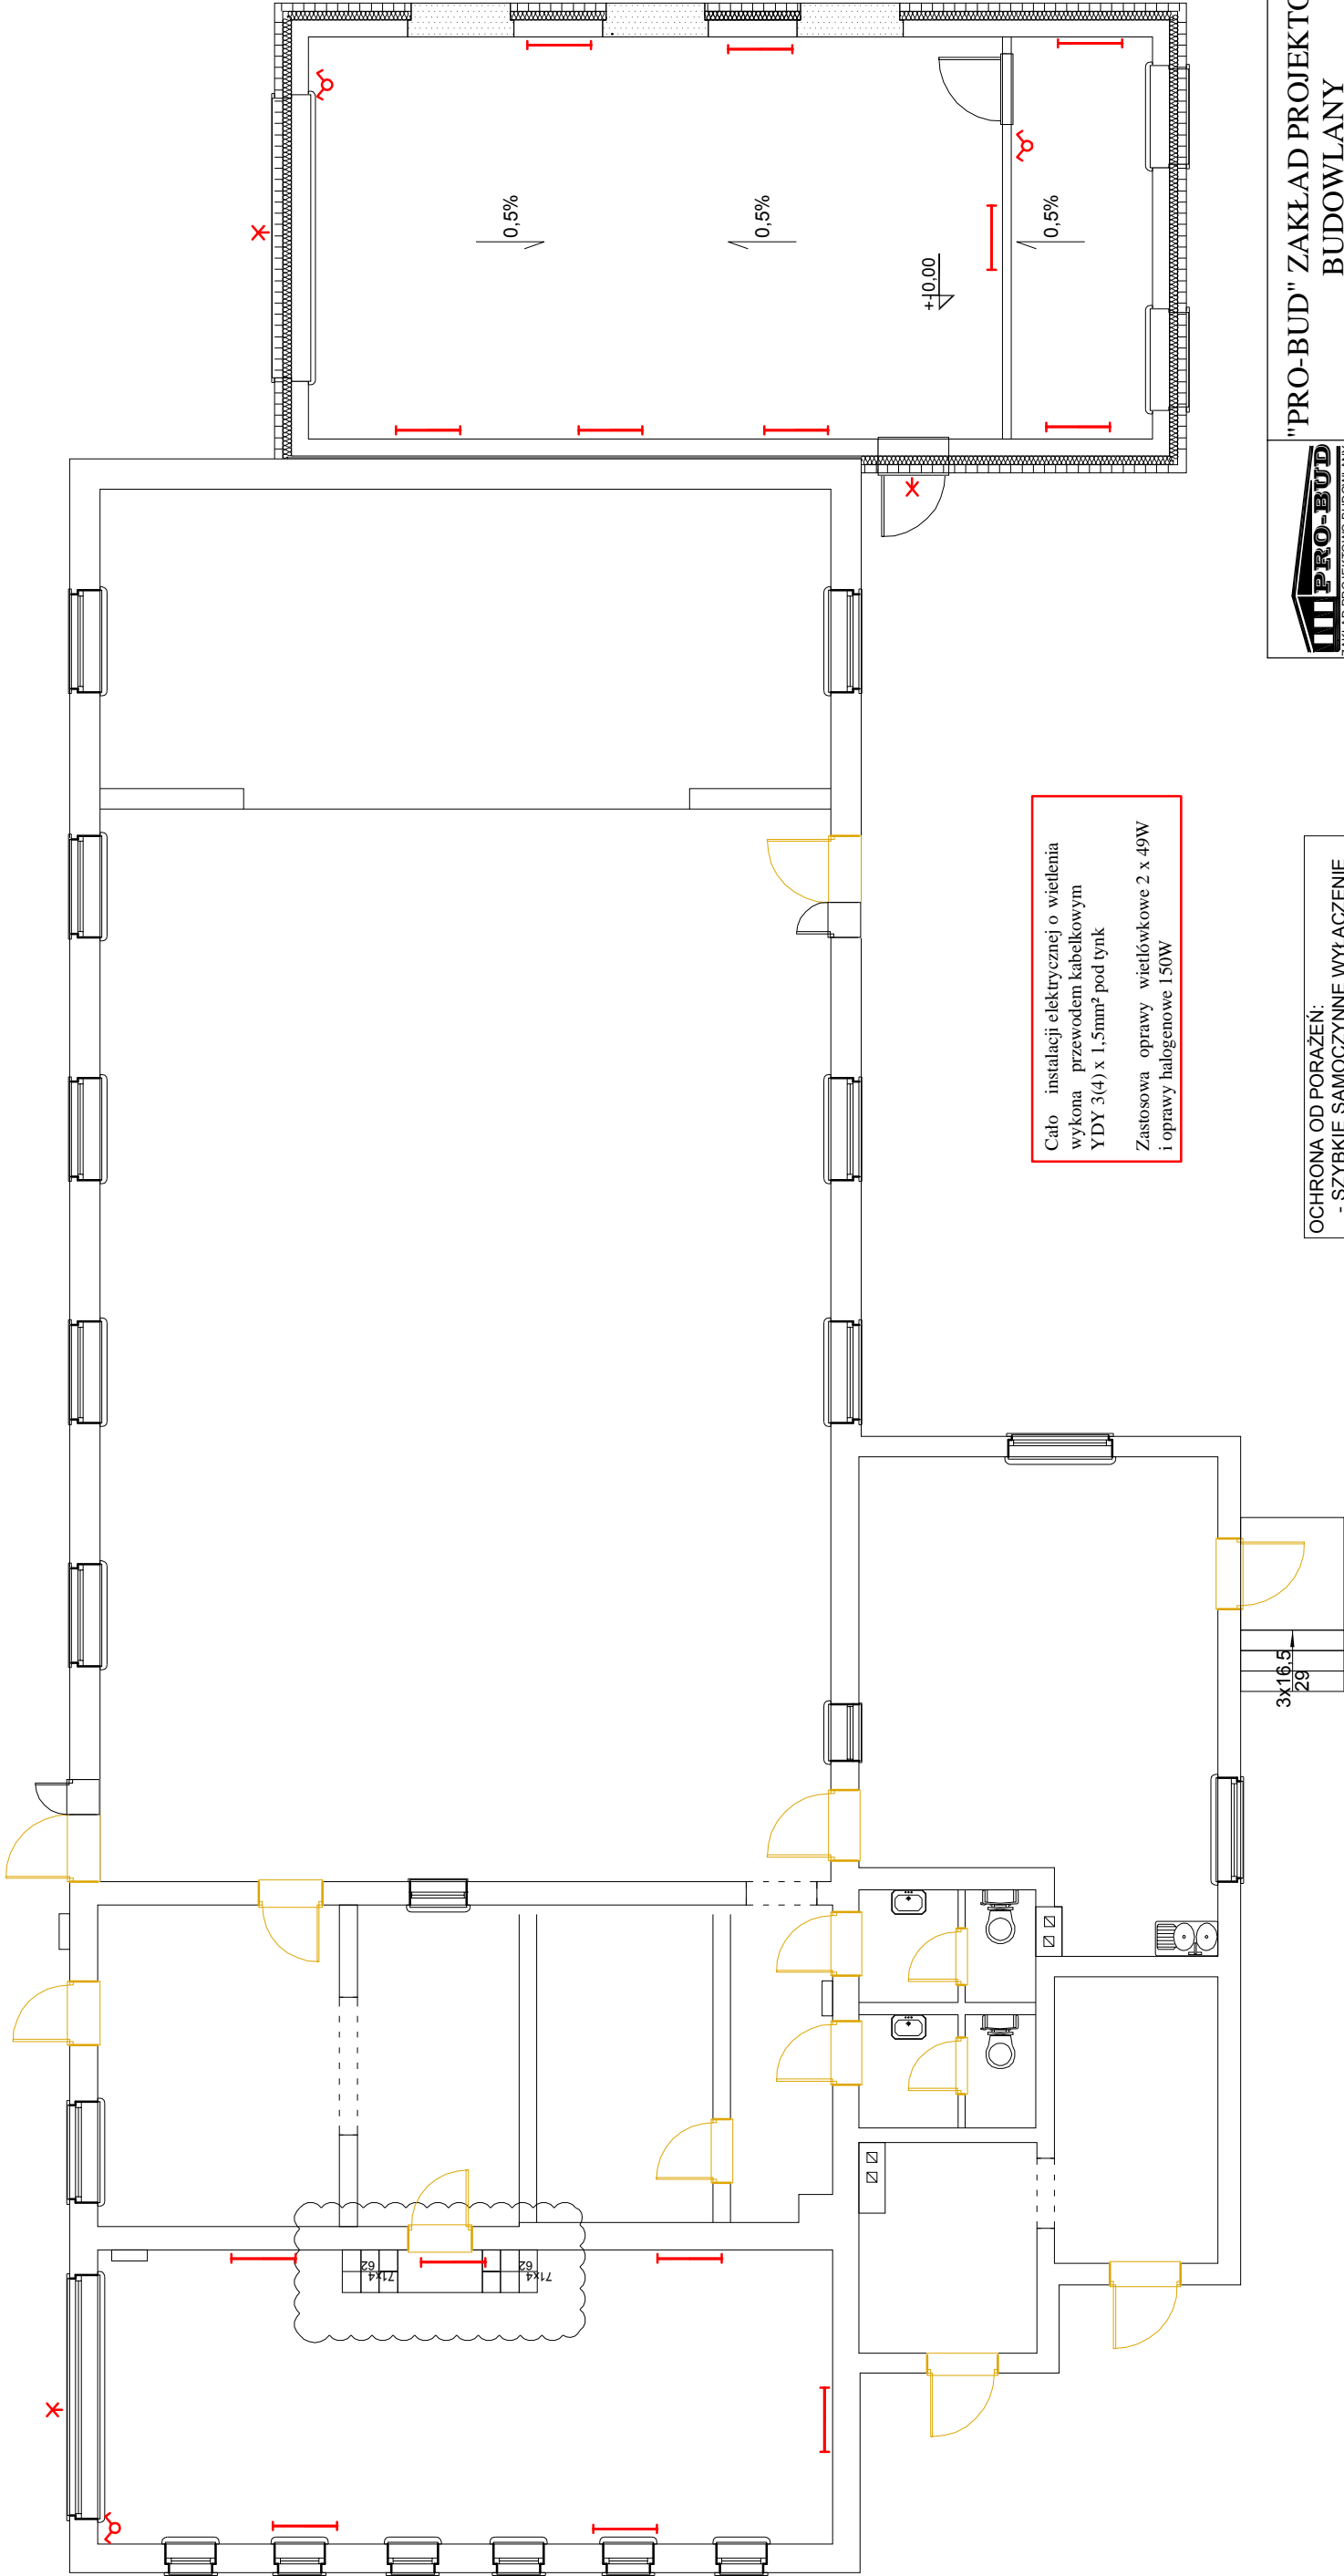 "PRO-BUD" ZAKŁAD PROJEKTO
BUDOWLANY
PRO-BUD
0,5%
0,5%
0,5%
+-0,00
Cało instalacji elektrycznej o wietlenia
wykona przewodem kabelkowym
YDY 3(4) x 1,5mm² pod tynk
Zastosowa oprawy wietlówkowe 2 x 49W
i oprawy halogenowe 150W
OCHRONA OD PORAŻEŃ:
- SZYBKIE SAMOCZYNNE WYŁĄCZENIE
3x16,5
29
62
71x4
62
71x4